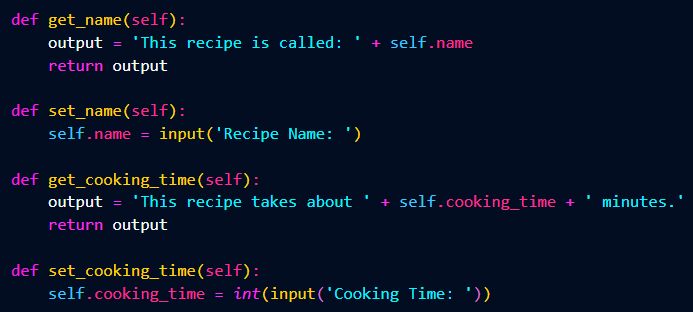 def get_name(self):
    output = 'This recipe is called: ' + self.name
    return output

def set_name(self):
    self.name = input('Recipe Name: ')

def get_cooking_time(self):
    output = 'This recipe takes about ' + self.cooking_time + ' minutes.'
    return output

def set_cooking_time(self):
    self.cooking_time = int(input('Cooking Time: '))